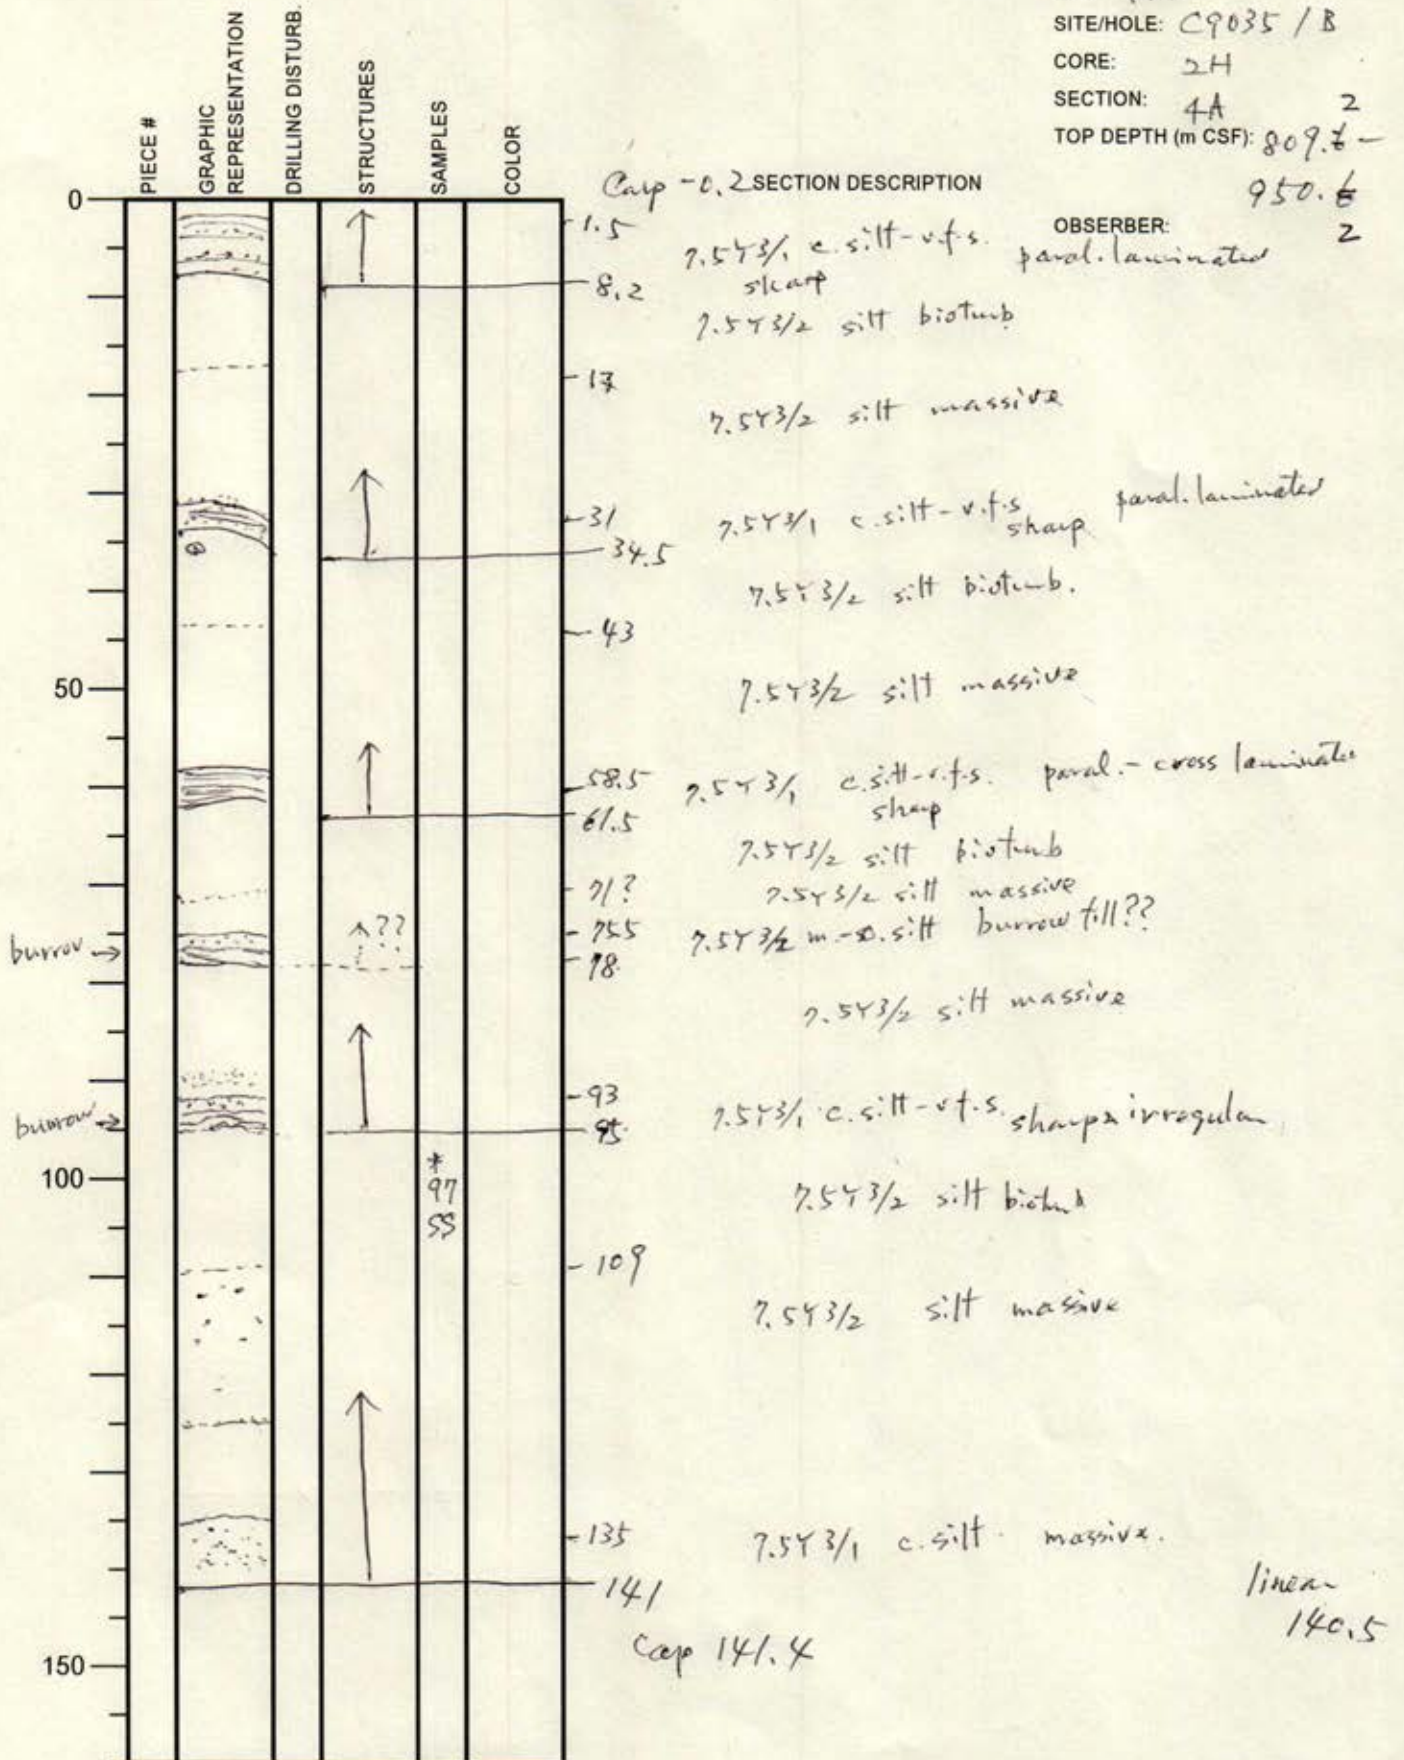 SITE/HOLE: C9035 / B
CORE: 2H
SECTION: 4A 2
TOP DEPTH (m CSF): 809. -
950.
OBSERBER: 2
PIECE #
GRAPHIC REPRESENTATION
DRILLING DISTURB.
STRUCTURES
SAMPLES
COLOR
Cap -0.2 SECTION DESCRIPTION
0
1.5
7.5Y3/1 c.silt-v.f.s. paral.laminated
sharp
8.2
7.5Y3/2 silt bioturb
17
7.5Y3/2 silt massive
31 7.5Y3/1 c.silt-v.f.s paral.laminated
sharp
34.5
7.5Y3/2 silt bioturb.
43
50
7.5Y3/2 silt massive
58.5 7.5Y3/1 c.silt-v.f.s. paral.-cross laminated
sharp
61.5
7.5Y3/2 silt bioturb
71? 7.5Y3/2 silt massive
??
75.5 7.5Y3/2 silt burrow fill??
burrow →
78
7.5Y3/2 silt massive
93
7.5Y3/1 c.silt-v.f.s. sharp irregular
burrow →
95
*
97
SS
100
7.5Y3/2 silt bioturb
109
7.5Y3/2 silt massive
135 7.5Y3/1 c.silt massive.
141
linear
140.5
Cap 141.4
150